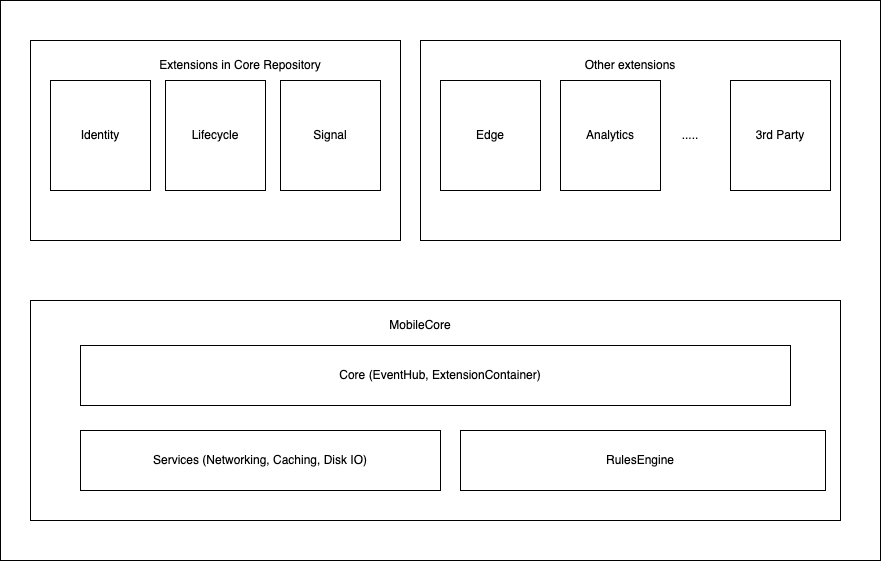 Extensions in Core Repository
Identity
Lifecycle
Signal
Other extensions
Edge
Analytics
.....
3rd Party
MobileCore
Core (EventHub, ExtensionContainer)
Services (Networking, Caching, Disk IO)
RulesEngine